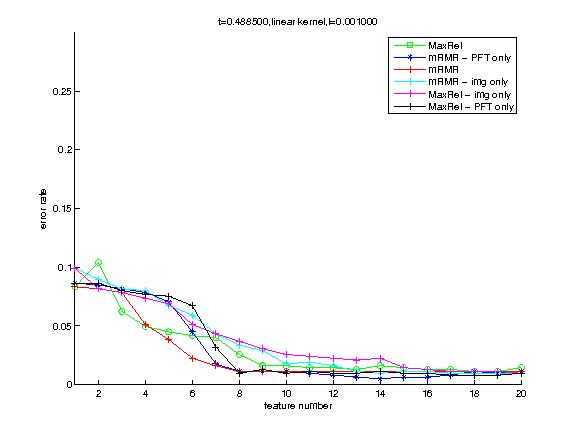 t=0.488500,linear kernel,l=0.001000
MaxRel
mRMR - PFT only
mRMR
mRMR - img only
MaxRel - img only
MaxRel - PFT only
0.25
0.2
0.15
0.1
0.05
0
error rate
2 4 6 8 10 12 14 16 18 20
feature number